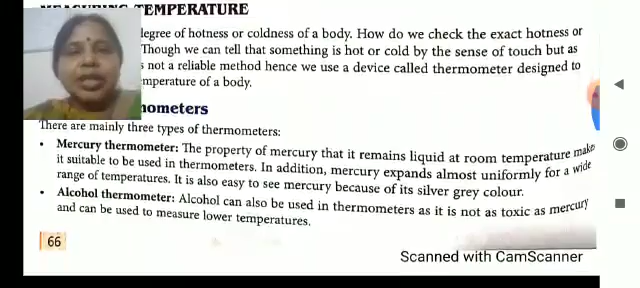 TEMPERATURE
egree of hotness or coldness of a body. How do we check the exact hotness or
Though we can tell that something is hot or cold by the sense of touch but as
not a reliable method hence we use a device called thermometer designed to
mperature of a body.
mometers
There are mainly three types of thermometers:
• Mercury thermometer: The property of mercury that it remains liquid at room temperature make
it suitable to be used in thermometers. In addition, mercury expands almost uniformly for a wide
range of temperatures. It is also easy to see mercury because of its silver grey colour.
• Alcohol thermometer: Alcohol can also be used in thermometers as it is not as toxic as mercury
and can be used to measure lower temperatures.
66
Scanned with CamScanner